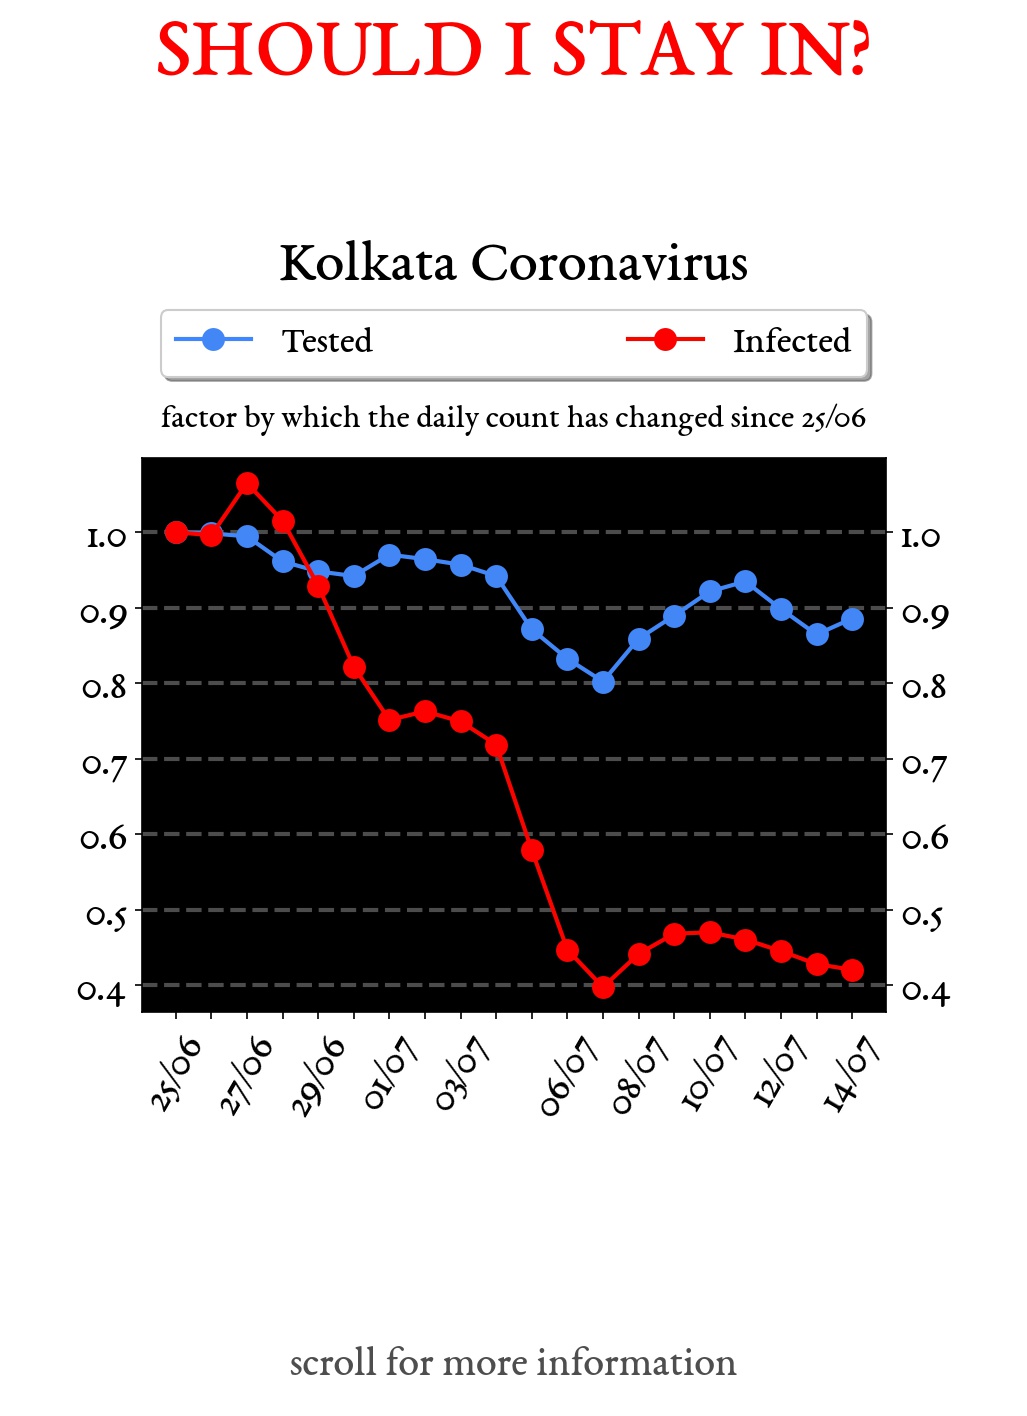 SHOULD I STAY IN?
Kolkata Coronavirus
Tested Infected
factor by which the daily count has changed since 25/06
1.0 1.0
0.9 0.9
0.8 0.8
0.7 0.7
0.6 0.6
0.5 0.5
0.4 0.4
25/06 27/06 29/06 01/07 03/07 06/07 08/07 10/07 12/07 14/07
scroll for more information